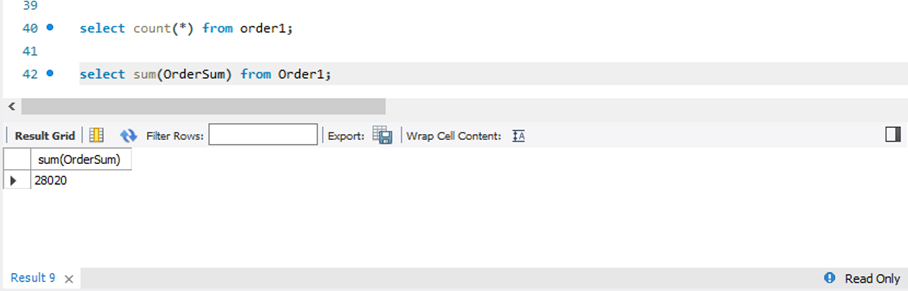 39
40 select count(*) from order1;
41
42 select sum(OrderSum) from Order1;
Result Grid Filter Rows: Export: Wrap Cell Content:
sum(OrderSum)
28020
Result 9 Read Only